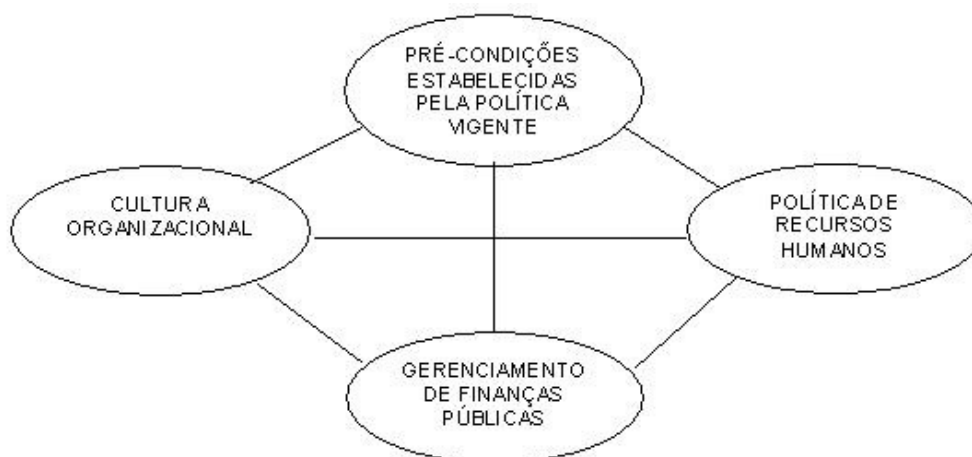 PRÉ-CONDIÇÕES
ESTABELECIDAS
PELA POLÍTICA
VIGENTE
CULTURA
ORGANIZACIONAL
POLÍTICA DE
RECURSOS
HUMANOS
GERENCIAMENTO
DE FINANÇAS
PÚBLICAS